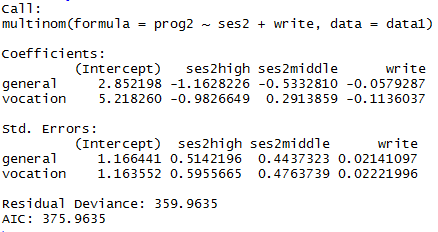 Call:
multinom(formula = prog2 ~ ses2 + write, data = data1)
Coefficients:
(Intercept) ses2high ses2middle write
general 2.852198 -1.1628226 -0.5332810 -0.0579287
vocation 5.218260 -0.9826649 0.2913859 -0.1136037
Std. Errors:
(Intercept) ses2high ses2middle write
general 1.166441 0.5142196 0.4437323 0.02141097
vocation 1.163552 0.5955665 0.4763739 0.02221996
Residual Deviance: 359.9635
AIC: 375.9635